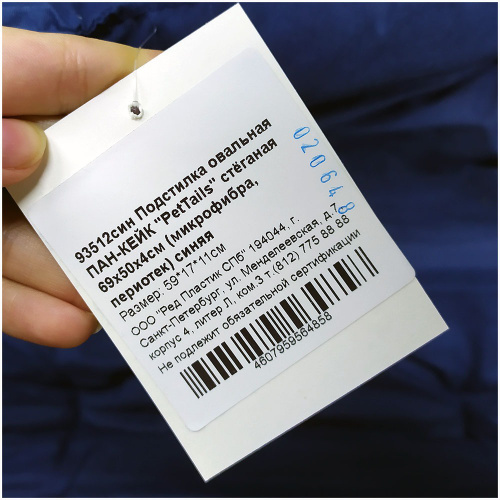 93512син Подстилка овальная
ПАН-КЕЙК "PetTails" стёганая
69х50х4см (микрофибра,
периотек) синяя
Размер: 59*17*11см
ООО "Ред Пластик СПб" 194044, г.
Санкт-Петербург, ул. Менделеевская, д.7,
корпус 4, литер Л, ком.3 т.(812) 775 88 88
Не подлежит обязательной сертификации
4607959564858
020648